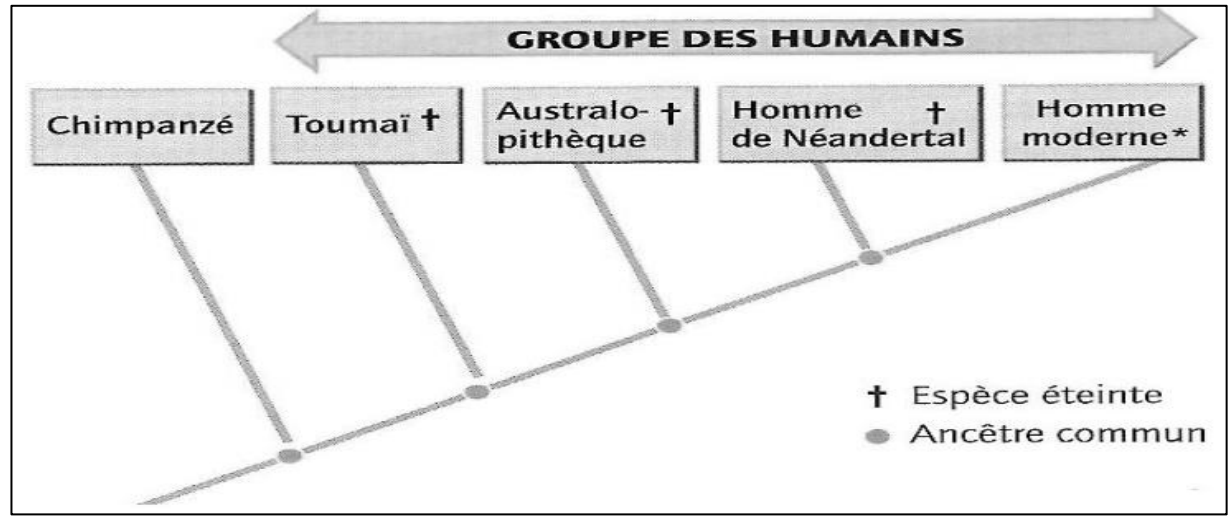 GROUPE DES HUMAINS
Chimpanzé
Toumaï †
Australo- †
pithèque
Homme †
de Néandertal
Homme
moderne*
† Espèce éteinte
Ancêtre commun